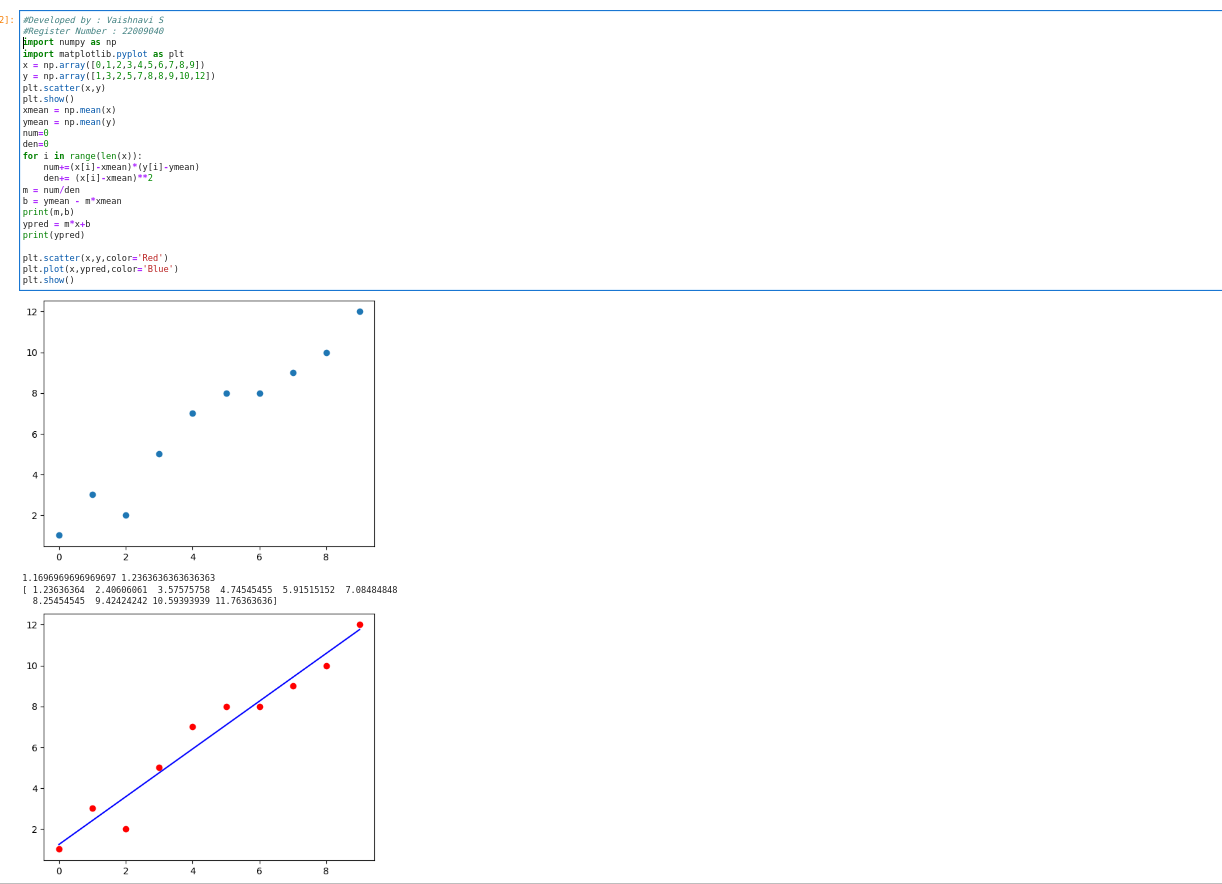 2]:
#Developed by : Vaishnavi S
#Register Number : 22009040
import numpy as np
import matplotlib.pyplot as plt
x = np.array([0,1,2,3,4,5,6,7,8,9])
y = np.array([1,3,2,5,7,8,8,9,10,12])
plt.scatter(x,y)
plt.show()
xmean = np.mean(x)
ymean = np.mean(y)
num=0
den=0
for i in range(len(x)):
    num+=(x[i]-xmean)*(y[i]-ymean)
    den+= (x[i]-xmean)**2
m = num/den
b = ymean - m*xmean
print(m,b)
ypred = m*x+b
print(ypred)
plt.scatter(x,y,color='Red')
plt.plot(x,ypred,color='Blue')
plt.show()
12
10
8
6
4
2
0 2 4 6 8
1.1696969696969697 1.2363636363636363
[ 1.23636364  2.40606061  3.57575758  4.74545455  5.91515152  7.08484848
  8.25454545  9.42424242 10.59393939 11.76363636]
12
10
8
6
4
2
0 2 4 6 8